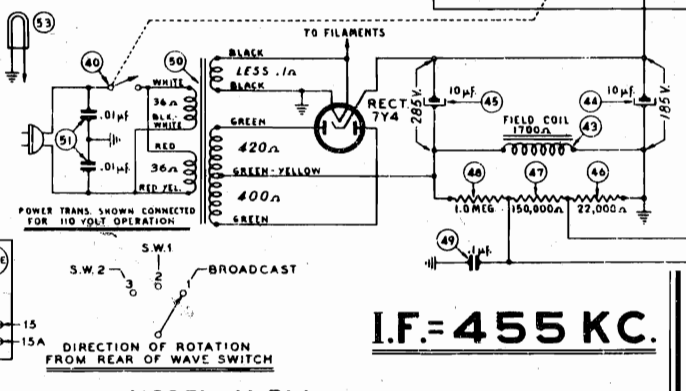 53
TO FILAMENTS
40
50
BLACK
LESS .1Ω
BLACK
WHITE
36Ω
BLK.-WHITE
.01µF.
51
.01µF.
RED
36Ω
RED YEL.
GREEN
420Ω
GREEN-YELLOW
400Ω
GREEN
RECT.
7Y4
285V.
10µF.
45
10µF.
44
185V.
FIELD COIL
1700Ω
43
48
47
46
1.0 MEG.
150,000Ω
22,000Ω
49
.1µF.
POWER TRANS. SHOWN CONNECTED
FOR 110 VOLT OPERATION
S.W.1
S.W.2
BROADCAST
3
2
1
15
15A
DIRECTION OF ROTATION
FROM REAR OF WAVE SWITCH
I.F.= 455 KC.